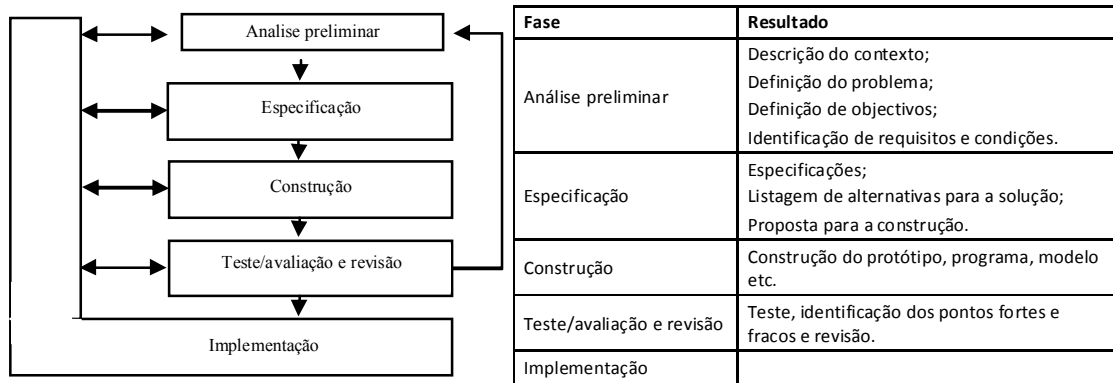 Analise preliminar
Especificação
Construção
Teste/avaliação e revisão
Implementação
Fase Resultado
Análise preliminar
Descrição do contexto;
Definição do problema;
Definição de objectivos;
Identificação de requisitos e condições.
Especificação
Especificações;
Listagem de alternativas para a solução;
Proposta para a construção.
Construção
Construção do protótipo, programa, modelo
etc.
Teste/avaliação e revisão
Teste, identificação dos pontos fortes e
fracos e revisão.
Implementação